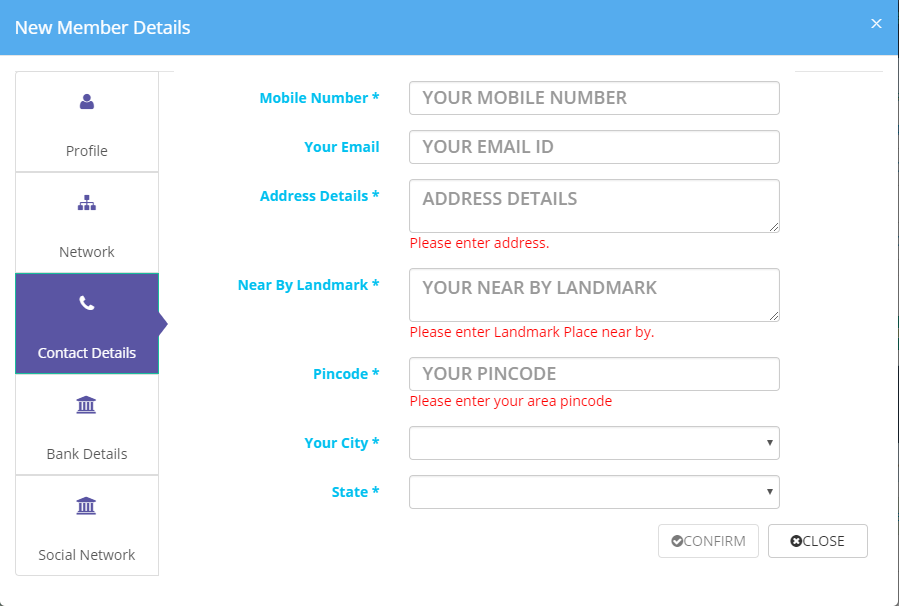 New Member Details
×
Profile
Network
Contact Details
Bank Details
Social Network
Mobile Number *
YOUR MOBILE NUMBER
Your Email
YOUR EMAIL ID
Address Details *
ADDRESS DETAILS
Please enter address.
Near By Landmark *
YOUR NEAR BY LANDMARK
Please enter Landmark Place near by.
Pincode *
YOUR PINCODE
Please enter your area pincode
Your City *
State *
CONFIRM
CLOSE